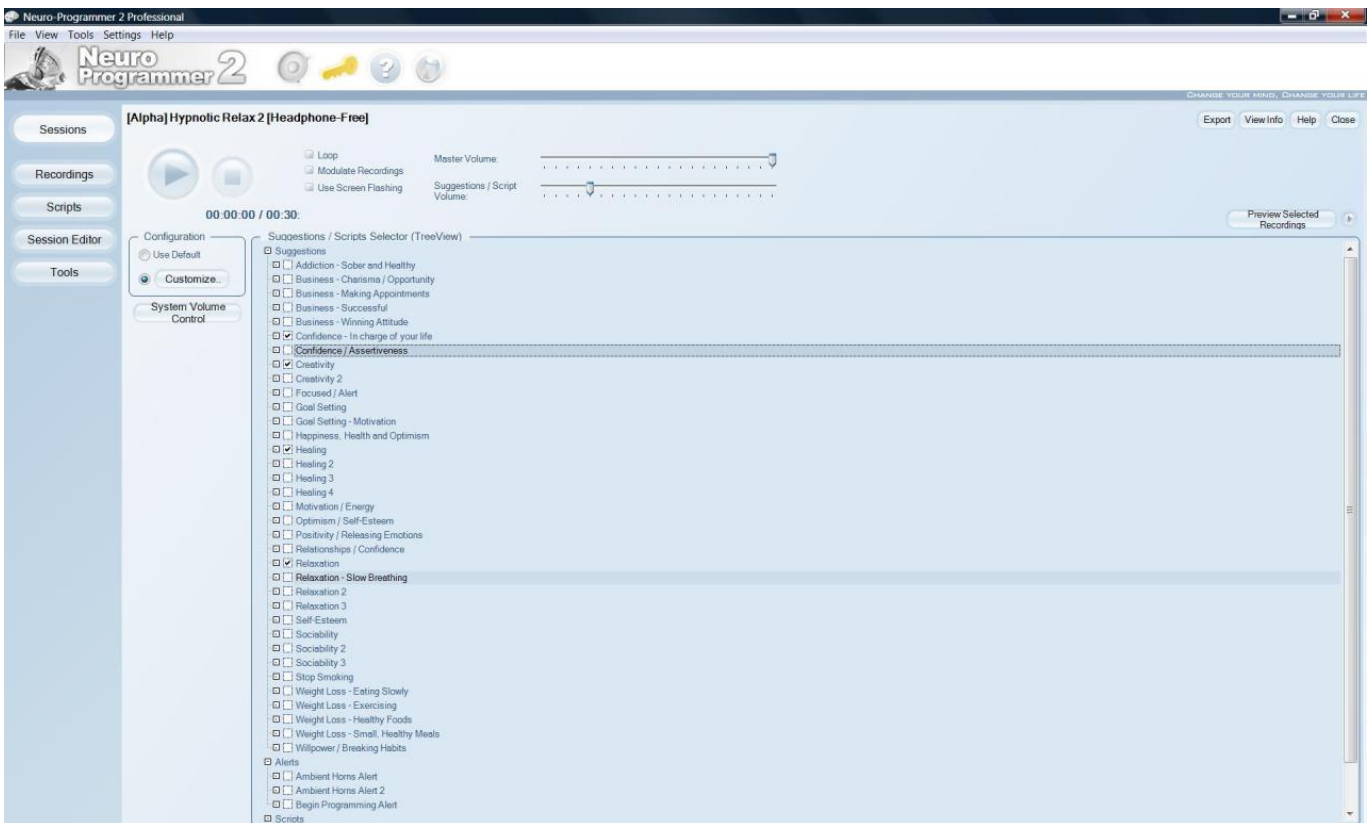 Neuro-Programmer 2 Professional
File View Tools Settings Help
Neuro
Programmer 2
CHANGE YOUR MIND, CHANGE YOUR LIFE
[Alpha] Hypnotic Relax 2 [Headphone-Free]
Export View Info Help Close
Sessions
Recordings
Scripts
Session Editor
Tools
Loop
Modulate Recordings
Use Screen Flashing
Master Volume:
Suggestions / Script
Volume:
00:00:00 / 00:30:
Preview Selected
Recordings
Configuration
Use Default
Customize..
System Volume
Control
Suggestions / Scripts Selector (TreeView)
Suggestions
Addiction - Sober and Healthy
Business - Charisma / Opportunity
Business - Making Appointments
Business - Successful
Business - Winning Attitude
Confidence - In charge of your life
Confidence / Assertiveness
Creativity
Creativity 2
Focused / Alert
Goal Setting
Goal Setting - Motivation
Happiness, Health and Optimism
Healing
Healing 2
Healing 3
Healing 4
Motivation / Energy
Optimism / Self-Esteem
Positivity / Releasing Emotions
Relationships / Confidence
Relaxation
Relaxation - Slow Breathing
Relaxation 2
Relaxation 3
Self-Esteem
Sociability
Sociability 2
Sociability 3
Stop Smoking
Weight Loss - Eating Slowly
Weight Loss - Exercising
Weight Loss - Healthy Foods
Weight Loss - Small, Healthy Meals
Willpower / Breaking Habits
Alerts
Ambient Horns Alert
Ambient Horns Alert 2
Begin Programming Alert
Scripts